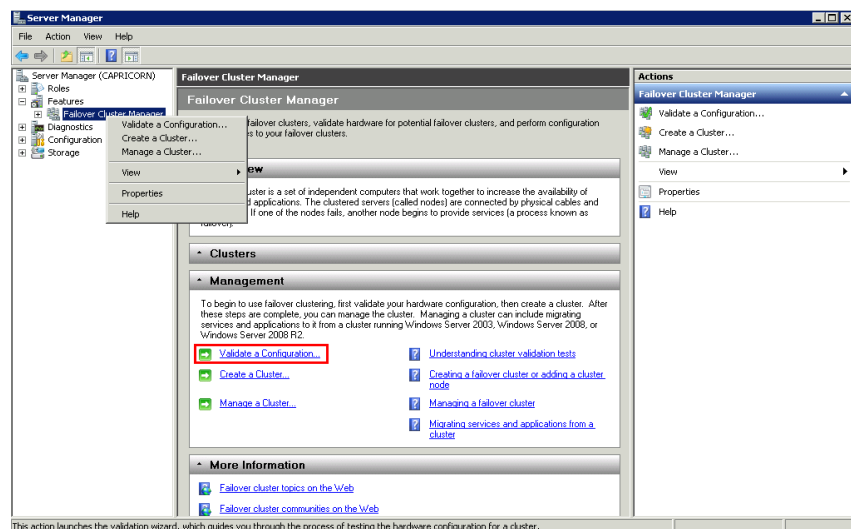 Server Manager
File Action View Help
Server Manager (CAPRICORN)
Roles
Features
Failover Cluster Manager
Diagnostics
Configuration
Storage
Validate a Configuration...
Create a Cluster...
Manage a Cluster...
View
Properties
Help
Failover Cluster Manager
Failover Cluster Manager
failover clusters, validate hardware for potential failover clusters, and perform configuration
es to your failover clusters.
ew
uster is a set of independent computers that work together to increase the availability of
d applications. The clustered servers (called nodes) are connected by physical cables and
If one of the nodes fails, another node begins to provide services (a process known as
failover).
Clusters
Management
To begin to use failover clustering, first validate your hardware configuration, then create a cluster. After
these steps are complete, you can manage the cluster. Managing a cluster can include migrating
services and applications to it from a cluster running Windows Server 2003, Windows Server 2008, or
Windows Server 2008 R2.
Validate a Configuration...
Understanding cluster validation tests
Create a Cluster...
Creating a failover cluster or adding a cluster
node
Manage a Cluster...
Managing a failover cluster
Migrating services and applications from a
cluster
More Information
Failover cluster topics on the Web
Failover cluster communities on the Web
Actions
Failover Cluster Manager
Validate a Configuration...
Create a Cluster...
Manage a Cluster...
View
Properties
Help
This action launches the validation wizard, which guides you through the process of testing the hardware configuration for a cluster.